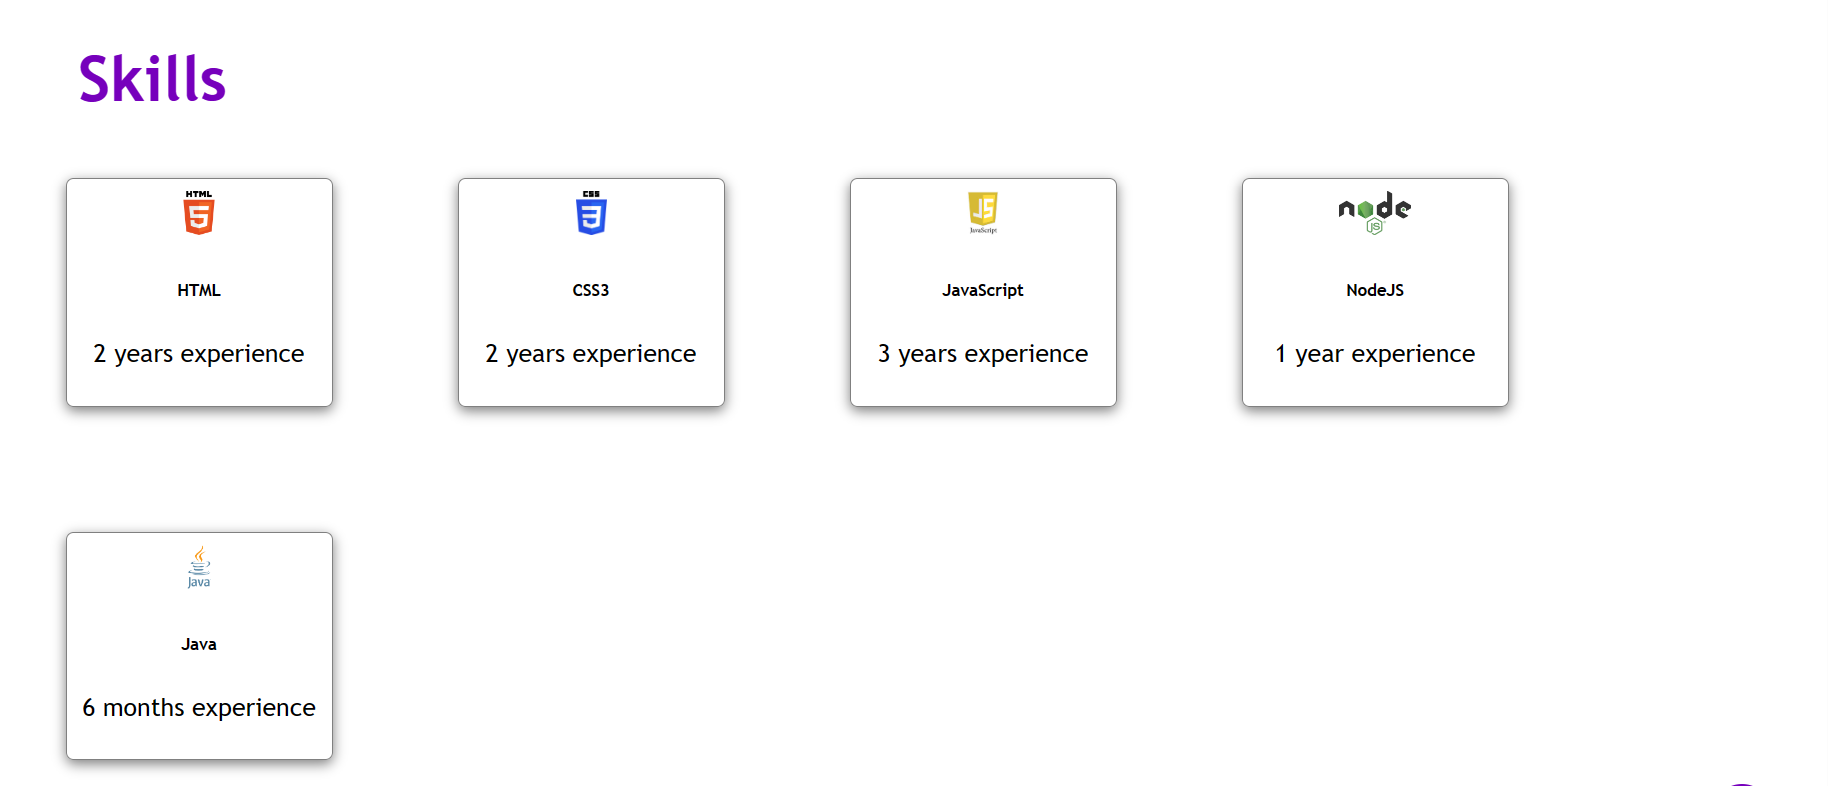 Skills
HTML
5
HTML
2 years experience
CSS
3
CSS3
2 years experience
JS
JavaScript
JavaScript
3 years experience
node
JS
NodeJS
1 year experience
Java
Java
6 months experience